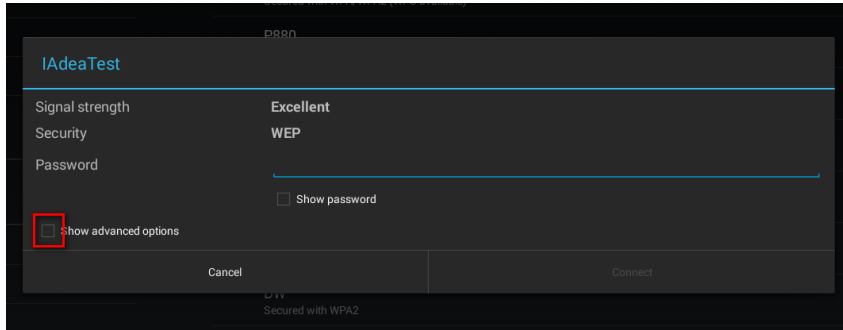 P880
IAdeaTest
Signal strength Excellent
Security WEP
Password
Show password
Show advanced options
Cancel Connect
DW
Secured with WPA2